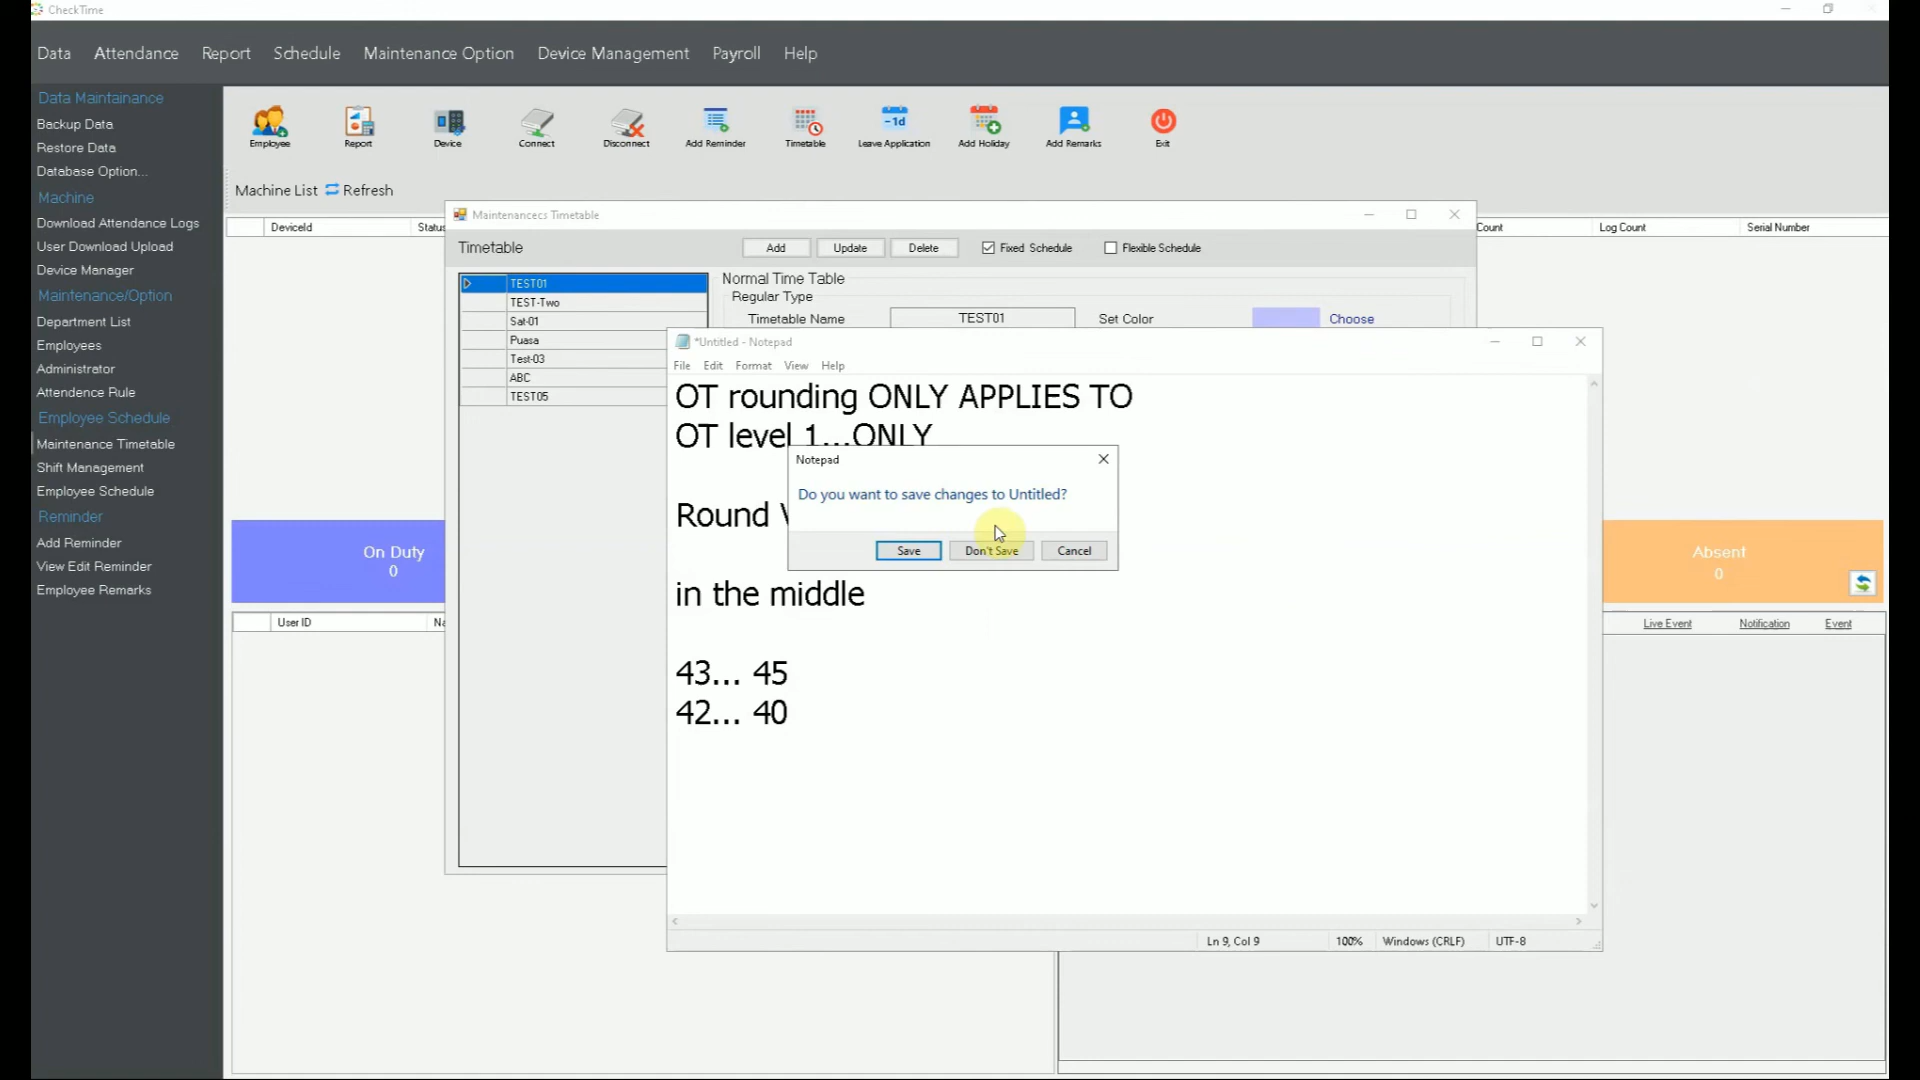 CheckTime
Data Attendance Report Schedule Maintenance Option Device Management Payroll Help
Data Maintainance
Backup Data
Restore Data
Database Option...
Machine
Download Attendance Logs
User Download Upload
Device Manager
Maintenance/Option
Department List
Employees
Administrator
Attendence Rule
Employee Schedule
Maintenance Timetable
Shift Management
Employee Schedule
Reminder
Add Reminder
View Edit Reminder
Employee Remarks
Employee Report Device Connect Disconnect Add Reminder Timetable -1d Leave Application Add Holiday Add Remarks Exit
Machine List Refresh
DeviceId Status Count Log Count Serial Number
Maintenancecs Timetable
Timetable Add Update Delete Fixed Schedule Flexible Schedule
TEST01
TEST-Two
Sat-01
Puasa
Test-03
ABC
TEST05
Normal Time Table
Regular Type
Timetable Name TEST01 Set Color Choose
*Untitled - Notepad
File Edit Format View Help
OT rounding ONLY APPLIES TO
OT level 1...ONLY
Round
in the middle
43... 45
42... 40
Notepad
Do you want to save changes to Untitled?
Save Don't Save Cancel
Ln 9, Col 9 100% Windows (CRLF) UTF-8
On Duty
0
Absent
0
User ID Na
Live Event Notification Event